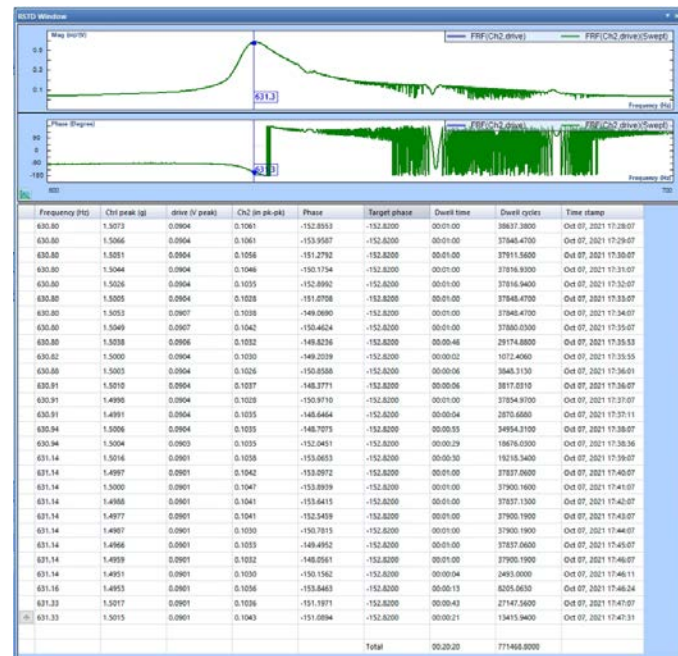 RSTD Window
Mag (in)/(V)
FRF(Ch2,drive) FRF(Ch2,drive)(Swept)
0.3
0.1
631.3
Frequency (Hz)
Phase (Degree)
FRF(Ch2,drive) FRF(Ch2,drive)(Swept)
90
0
-90
-180
631.3
Frequency (Hz)
600 700
Frequency (Hz) Ctrl peak (g) drive (V peak) Ch2 (in pk-pk) Phase Target phase Dwell time Dwell cycles Time stamp
630.80 1.5073 0.0904 0.1061 -152.8553 -152.8200 00:01:00 38637.3800 Oct 07, 2021 17:28:07
630.80 1.5066 0.0904 0.1061 -153.9587 -152.8200 00:01:00 37848.4700 Oct 07, 2021 17:29:07
630.80 1.5051 0.0904 0.1056 -151.2792 -152.8200 00:01:00 37911.5600 Oct 07, 2021 17:30:07
630.80 1.5044 0.0904 0.1046 -150.1754 -152.8200 00:01:00 37816.9300 Oct 07, 2021 17:31:07
630.80 1.5026 0.0904 0.1035 -152.8992 -152.8200 00:01:00 37816.9400 Oct 07, 2021 17:32:07
630.80 1.5005 0.0904 0.1028 -151.0708 -152.8200 00:01:00 37848.4700 Oct 07, 2021 17:33:07
630.80 1.5053 0.0907 0.1038 -149.0690 -152.8200 00:01:00 37848.4700 Oct 07, 2021 17:34:07
630.80 1.5049 0.0907 0.1042 -150.4624 -152.8200 00:01:00 37880.0300 Oct 07, 2021 17:35:07
630.80 1.5038 0.0906 0.1032 -149.8236 -152.8200 00:00:46 29174.8800 Oct 07, 2021 17:35:53
630.82 1.5000 0.0904 0.1030 -149.2039 -152.8200 00:00:02 1072.4060 Oct 07, 2021 17:35:55
630.88 1.5003 0.0904 0.1026 -150.8588 -152.8200 00:00:06 3848.3130 Oct 07, 2021 17:36:01
630.91 1.5010 0.0904 0.1037 -148.3771 -152.8200 00:00:06 3817.0310 Oct 07, 2021 17:36:07
630.91 1.4998 0.0904 0.1028 -150.9710 -152.8200 00:01:00 37854.9700 Oct 07, 2021 17:37:07
630.91 1.4991 0.0904 0.1035 -148.6464 -152.8200 00:00:04 2870.6880 Oct 07, 2021 17:37:11
630.94 1.5006 0.0904 0.1035 -148.7075 -152.8200 00:00:55 34954.3100 Oct 07, 2021 17:38:07
630.94 1.5004 0.0903 0.1035 -152.0451 -152.8200 00:00:29 18676.0300 Oct 07, 2021 17:38:36
631.14 1.5016 0.0901 0.1058 -153.0653 -152.8200 00:00:30 19218.3400 Oct 07, 2021 17:39:07
631.14 1.4997 0.0901 0.1042 -153.0972 -152.8200 00:01:00 37837.0600 Oct 07, 2021 17:40:07
631.14 1.5000 0.0901 0.1047 -153.8939 -152.8200 00:01:00 37900.1600 Oct 07, 2021 17:41:07
631.14 1.4988 0.0901 0.1041 -153.6415 -152.8200 00:01:00 37837.1300 Oct 07, 2021 17:42:07
631.14 1.4977 0.0901 0.1041 -152.5459 -152.8200 00:01:00 37900.1900 Oct 07, 2021 17:43:07
631.14 1.4987 0.0901 0.1030 -150.7815 -152.8200 00:01:00 37900.1900 Oct 07, 2021 17:44:07
631.14 1.4966 0.0901 0.1033 -149.4952 -152.8200 00:01:00 37837.0600 Oct 07, 2021 17:45:07
631.14 1.4959 0.0901 0.1032 -148.0561 -152.8200 00:01:00 37900.1900 Oct 07, 2021 17:46:07
631.14 1.4951 0.0901 0.1030 -150.1562 -152.8200 00:00:04 2493.0000 Oct 07, 2021 17:46:11
631.16 1.4953 0.0901 0.1036 -153.8463 -152.8200 00:00:13 8205.0630 Oct 07, 2021 17:46:24
631.33 1.5017 0.0901 0.1036 -151.1971 -152.8200 00:00:43 27147.5600 Oct 07, 2021 17:47:07
631.33 1.5015 0.0901 0.1043 -151.0894 -152.8200 00:00:21 13415.9400 Oct 07, 2021 17:47:31
Total 00:20:20 771468.8000